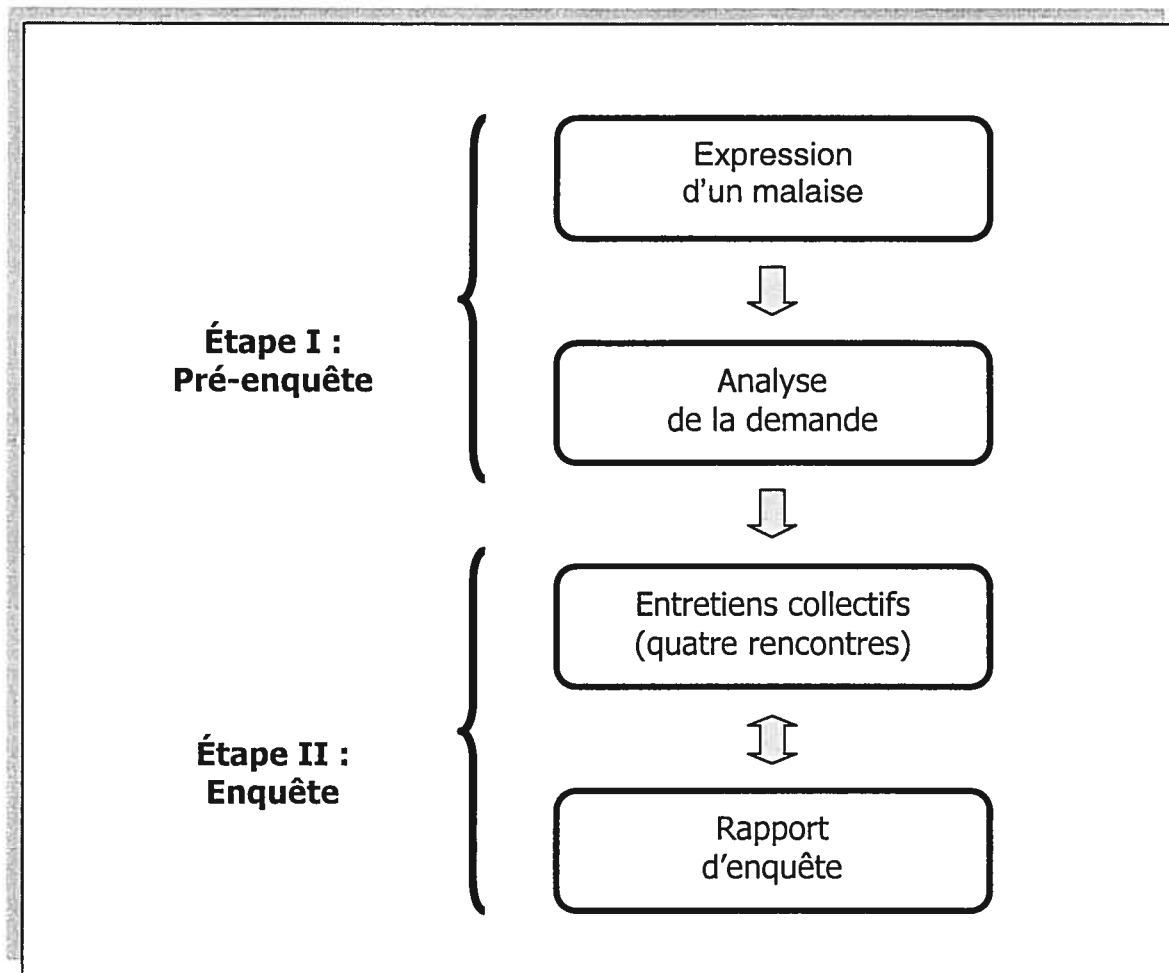 Expression
d'un malaise
Étape I :
Pré-enquête
Analyse
de la demande
Entretiens collectifs
(quatre rencontres)
Étape II :
Enquête
Rapport
d'enquête